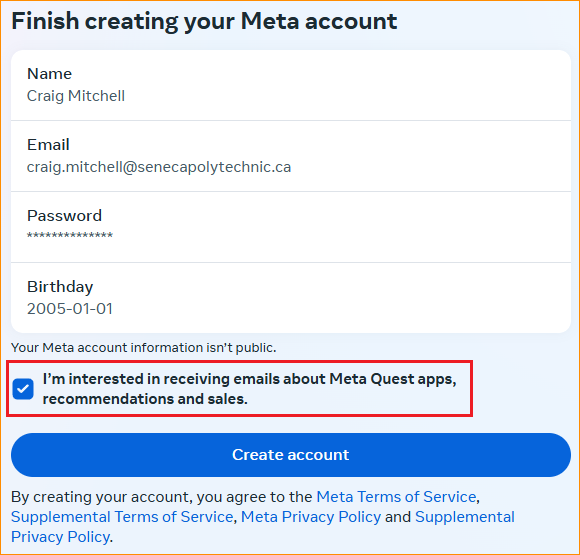 Finish creating your Meta account
Name
Craig Mitchell
Email
craig.mitchell@senecapolytechnic.ca
Password
**************
Birthday
2005-01-01
Your Meta account information isn’t public.
I’m interested in receiving emails about Meta Quest apps,
recommendations and sales.
Create account
By creating your account, you agree to the Meta Terms of Service,
Supplemental Terms of Service, Meta Privacy Policy and Supplemental
Privacy Policy.